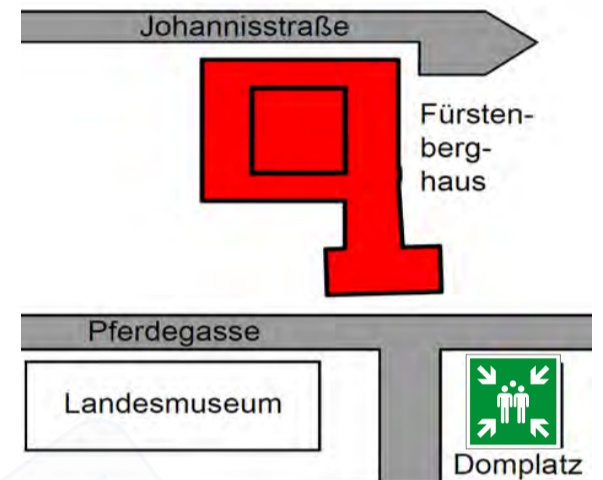 Johannisstraße
Fürsten-
berg-
haus
Pferdegasse
Landesmuseum
Domplatz